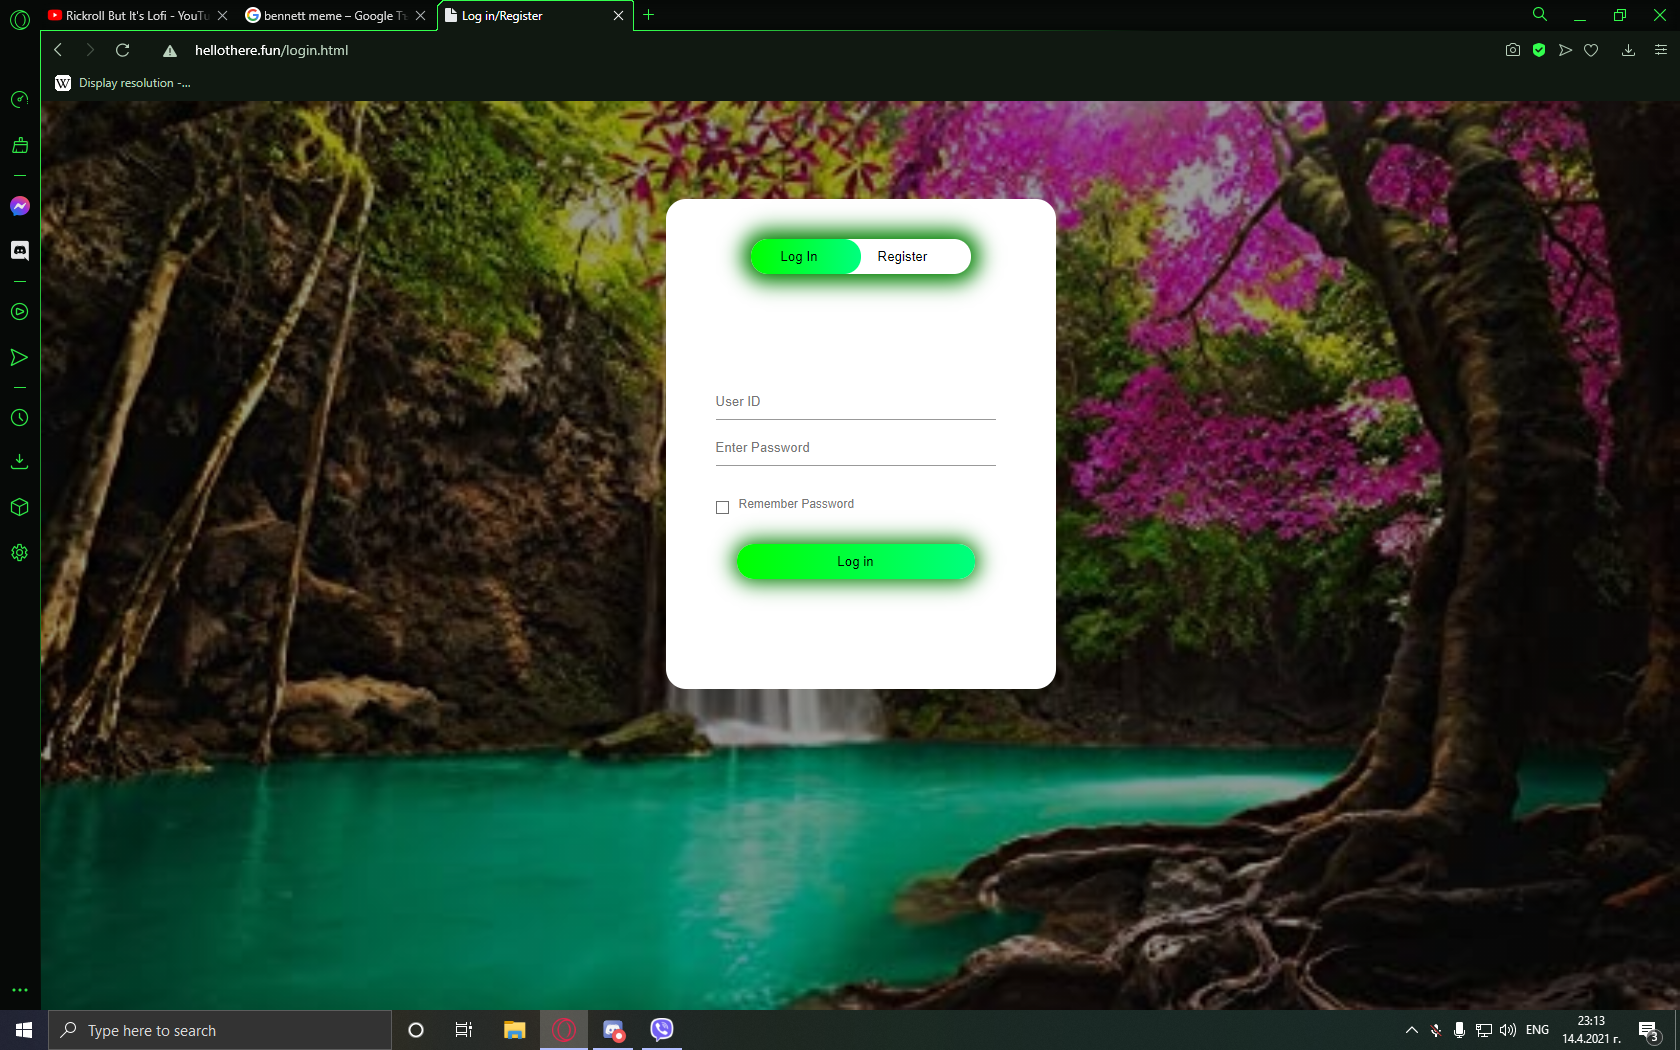 Rickroll But It's Lofi - YouTu
bennett meme – Google Тъ
Log in/Register
hellothere.fun/login.html
W Display resolution -...
Log In
Register
User ID
Enter Password
Remember Password
Log in
Type here to search
ENG
23:13
14.4.2021 г.
3